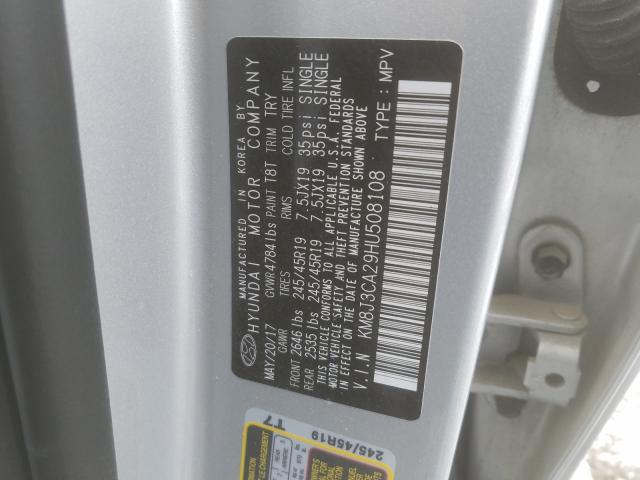 MANUFACTURED IN KOREA BY
HYUNDAI MOTOR COMPANY
MAY/20/17 GVWR 4784 lbs PAINT T8T TRIM TRY
GAWR TIRES RIMS COLD TIRE INFL
FRONT 2646 lbs 245/45R19 7.5JX19 35psi SINGLE
REAR 2535 lbs 245/45R19 7.5JX19 35psi SINGLE
THIS VEHICLE CONFORMS TO ALL APPLICABLE U.S.A. FEDERAL
MOTOR VEHICLE SAFETY AND THEFT PREVENTION STANDARDS
IN EFFECT ON THE DATE OF MANUFACTURE SHOWN ABOVE
V.I.N KM8J3CA29HU508108 TYPE : MPV
T7
245/45R19